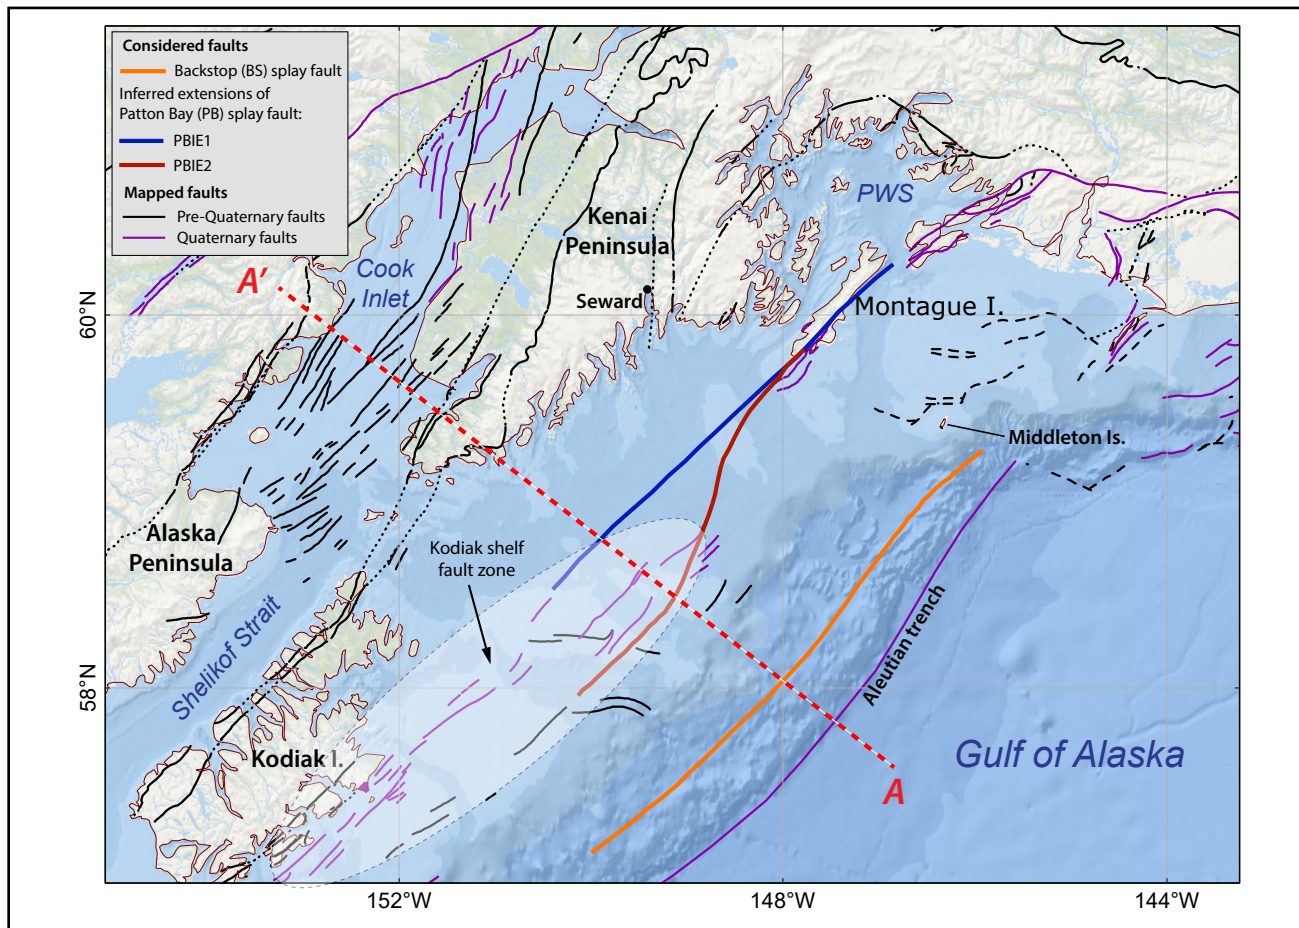 Considered faults
Backstop (BS) splay fault
Inferred extensions of
Patton Bay (PB) splay fault:
PBIE1
PBIE2
Mapped faults
Pre-Quaternary faults
Quaternary faults
PWS
Kenai
Peninsula
Cook
Inlet
A'
Seward
Montague I.
60°N
Middleton Is.
Alaska
Peninsula
Kodiak shelf
fault zone
Shelikof Strait
Aleutian trench
58°N
Kodiak I.
Gulf of Alaska
A
152°W
148°W
144°W